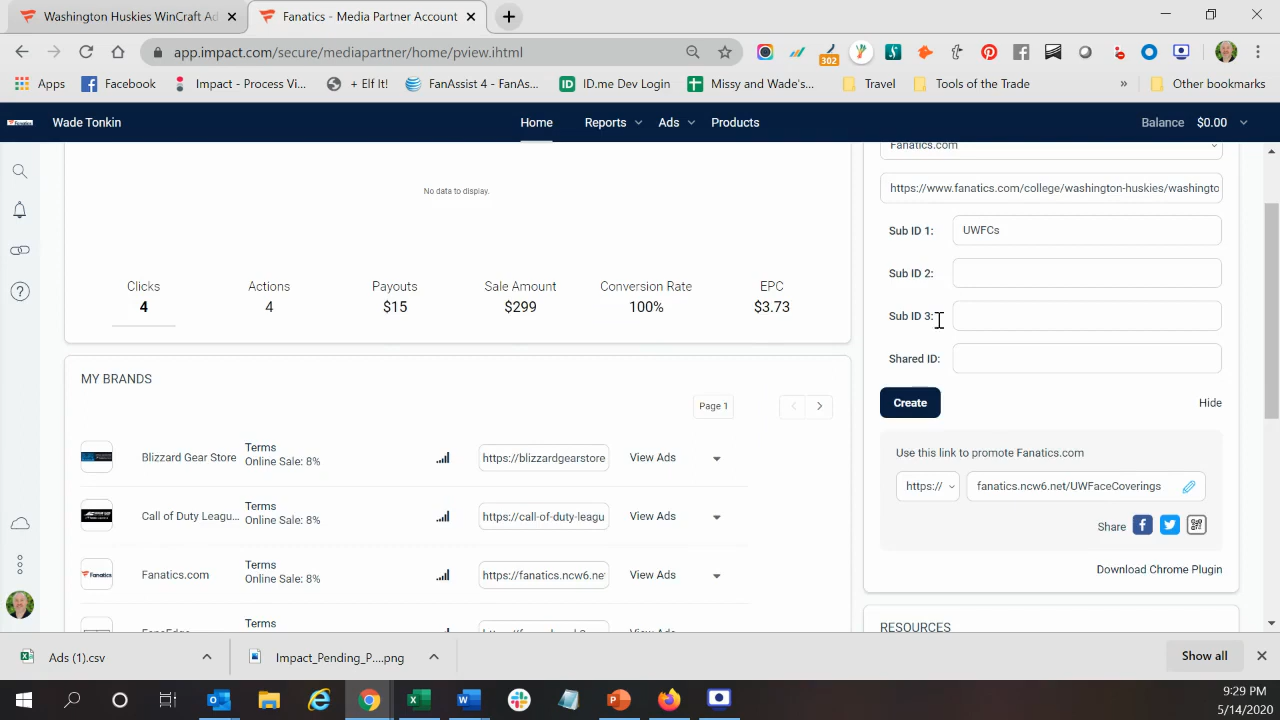 Washington Huskies WinCraft Ad
Fanatics - Media Partner Account
app.impact.com/secure/mediapartner/home/pview.ihtml
302
Apps Facebook Impact - Process Vi... + Elf It! FanAssist 4 - FanAs... ID ID.me Dev Login Missy and Wade's... Travel Tools of the Trade » Other bookmarks
Wade Tonkin Home Reports Ads Products Balance $0.00
Fanatics.com
No data to display.
https://www.fanatics.com/college/washington-huskies/washingto
Sub ID 1: UWFCs
Sub ID 2:
Sub ID 3:
Shared ID:
Clicks Actions Payouts Sale Amount Conversion Rate EPC
4 4 $15 $299 100% $3.73
Create Hide
MY BRANDS
Page 1
Use this link to promote Fanatics.com
https:// fanatics.ncw6.net/UWFaceCoverings
Share
Download Chrome Plugin
Blizzard Gear Store Terms Online Sale: 8% https://blizzardgearstore View Ads
Call of Duty Leagu... Terms Online Sale: 8% https://call-of-duty-leagu View Ads
Fanatics Fanatics.com Terms Online Sale: 8% https://fanatics.ncw6.ne View Ads
Terms
RESOURCES
Ads (1).csv Impact_Pending_P....png Show all
9:29 PM
5/14/2020